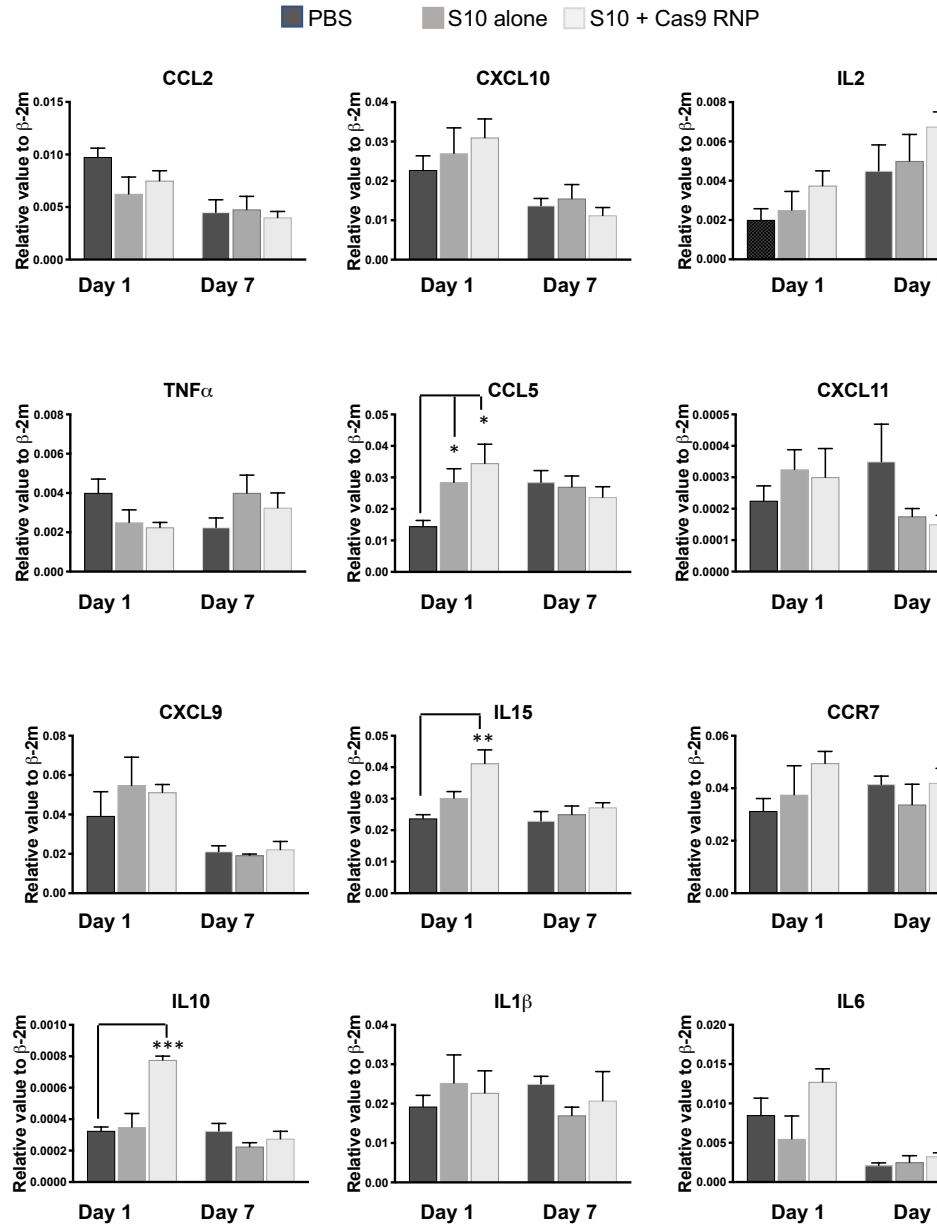 PBS S10 alone S10 + Cas9 RNP
CCL2 CXCL10 IL2
Relative value to β-2m Relative value to β-2m Relative value to β-2m
0.015 0.04 0.008
0.010 0.03 0.006
0.005 0.02 0.004
0.000 0.01 0.002
0.00 0.000
Day 1 Day 7 Day 1 Day 7 Day 1 Day
TNFα CCL5 CXCL11
Relative value to β-2m Relative value to β-2m Relative value to β-2m
0.008 0.05 0.0005
0.006 0.04 0.0004
0.004 0.03 0.0003
0.002 0.02 0.0002
0.000 0.01 0.0001
0.00 0.0000
* *
Day 1 Day 7 Day 1 Day 7 Day 1 Day
CXCL9 IL15 CCR7
Relative value to β-2m Relative value to β-2m Relative value to β-2m
0.08 0.05 0.06
0.06 0.04 0.04
0.04 0.03 0.02
0.02 0.02 0.00
0.00 0.01
0.00
**
Day 1 Day 7 Day 1 Day 7 Day 1 Day
IL10 IL1β IL6
Relative value to β-2m Relative value to β-2m Relative value to β-2m
0.0010 0.04 0.020
0.0008 0.03 0.015
0.0006 0.02 0.010
0.0004 0.01 0.005
0.0002 0.00 0.000
0.0000
***
Day 1 Day 7 Day 1 Day 7 Day 1 Day